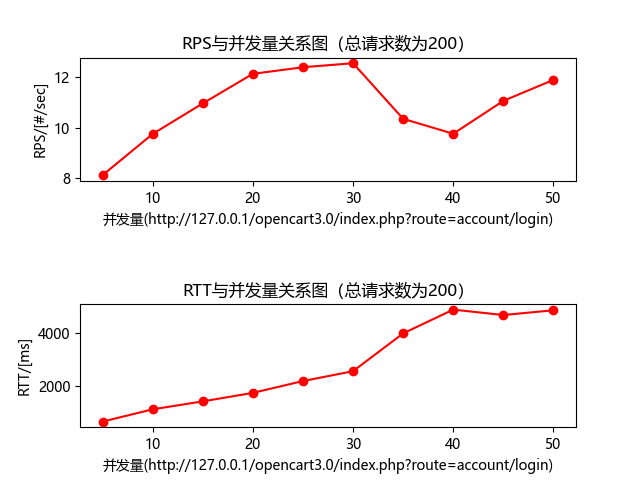 RPS与并发量关系图（总请求数为200）
RPS/[#/sec]
12
10
8
10 20 30 40 50
并发量(http://127.0.0.1/opencart3.0/index.php?route=account/login)
RTT与并发量关系图（总请求数为200）
RTT/[ms]
4000
2000
10 20 30 40 50
并发量(http://127.0.0.1/opencart3.0/index.php?route=account/login)